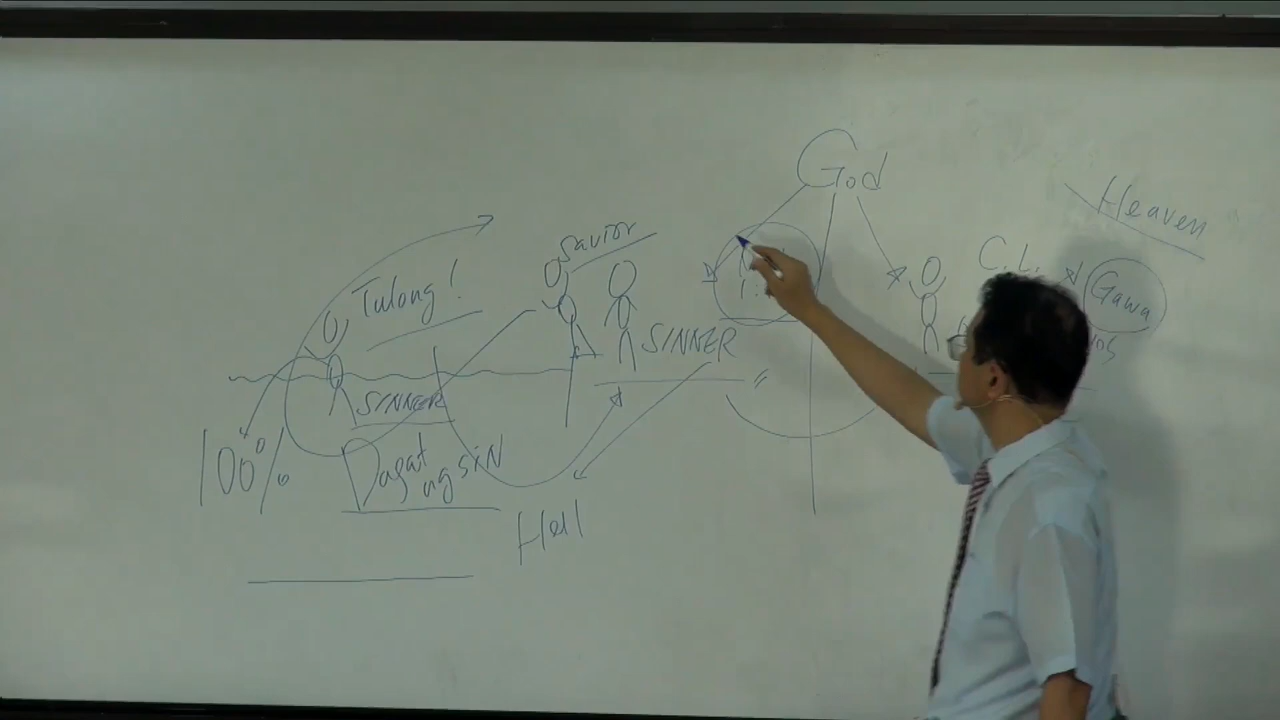 God
Heaven
savior
C.L.
Gawa
Tulong!
SINNER
SINNER
100%
Dagat
ng SiN
Hell